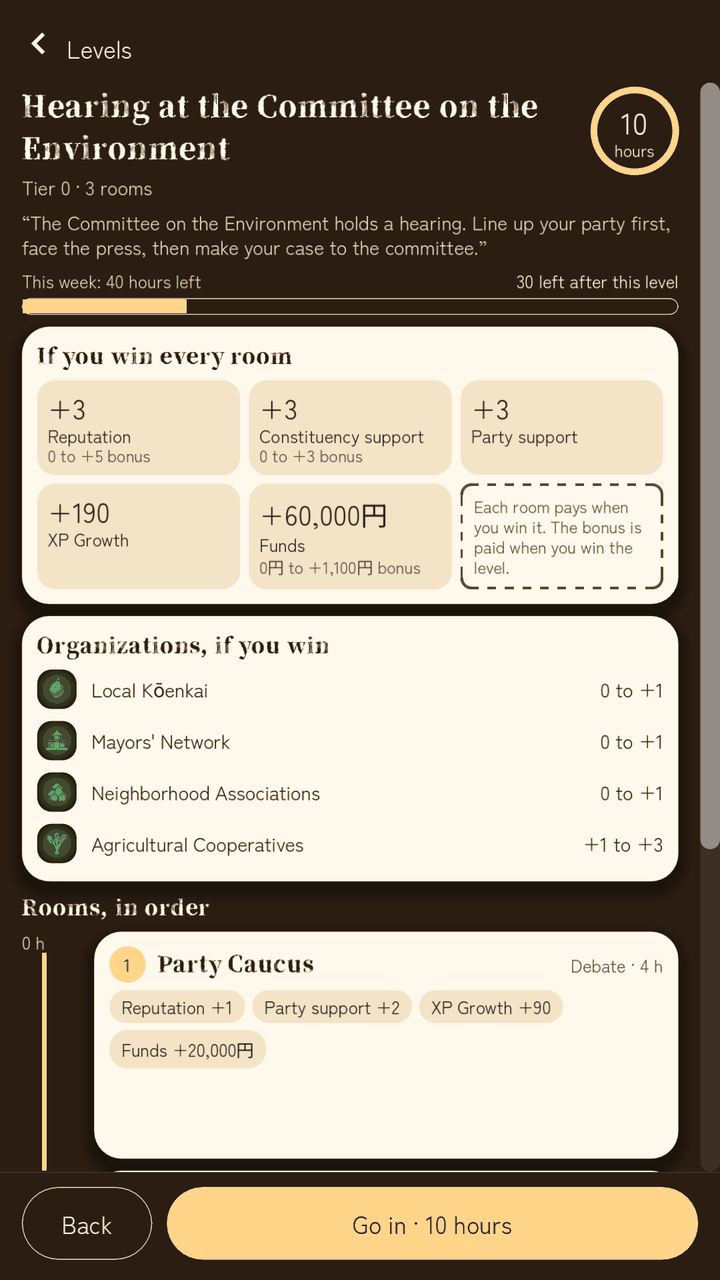 Levels
Hearing at the Committee on the
Environment
10
hours
Tier 0 · 3 rooms
“The Committee on the Environment holds a hearing. Line up your party first,
face the press, then make your case to the committee.”
This week: 40 hours left
30 left after this level
If you win every room
+3
Reputation
0 to +5 bonus
+3
Constituency support
0 to +3 bonus
+3
Party support
+190
XP Growth
+60,000円
Funds
0円 to +1,100円 bonus
Each room pays when
you win it. The bonus is
paid when you win the
level.
Organizations, if you win
Local Kōenkai
0 to +1
Mayors' Network
0 to +1
Neighborhood Associations
0 to +1
Agricultural Cooperatives
+1 to +3
Rooms, in order
0 h
1
Party Caucus
Debate · 4 h
Reputation +1
Party support +2
XP Growth +90
Funds +20,000円
Back
Go in · 10 hours